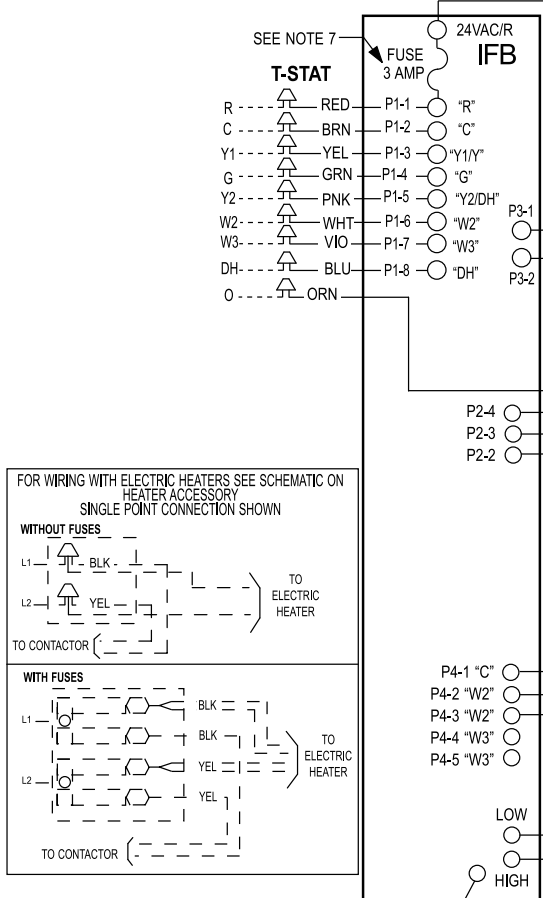 24VAC/R
SEE NOTE 7
IFB
FUSE
3 AMP
T-STAT
R RED P1-1 "R"
C BRN P1-2 "C"
Y1 YEL P1-3 "Y1/Y"
G GRN P1-4 "G"
Y2 PNK P1-5 "Y2/DH"
W2 WHT P1-6 "W2"
W3 VIO P1-7 "W3"
DH BLU P1-8 "DH"
O ORN
P3-1
P3-2
P2-4
P2-3
P2-2
FOR WIRING WITH ELECTRIC HEATERS SEE SCHEMATIC ON
HEATER ACCESSORY
SINGLE POINT CONNECTION SHOWN
WITHOUT FUSES
L1 BLK
L2 YEL
TO
ELECTRIC
HEATER
TO CONTACTOR
WITH FUSES
BLK
L1
BLK
YEL
L2
YEL
TO
ELECTRIC
HEATER
TO CONTACTOR
P4-1 "C"
P4-2 "W2"
P4-3 "W2"
P4-4 "W3"
P4-5 "W3"
LOW
HIGH